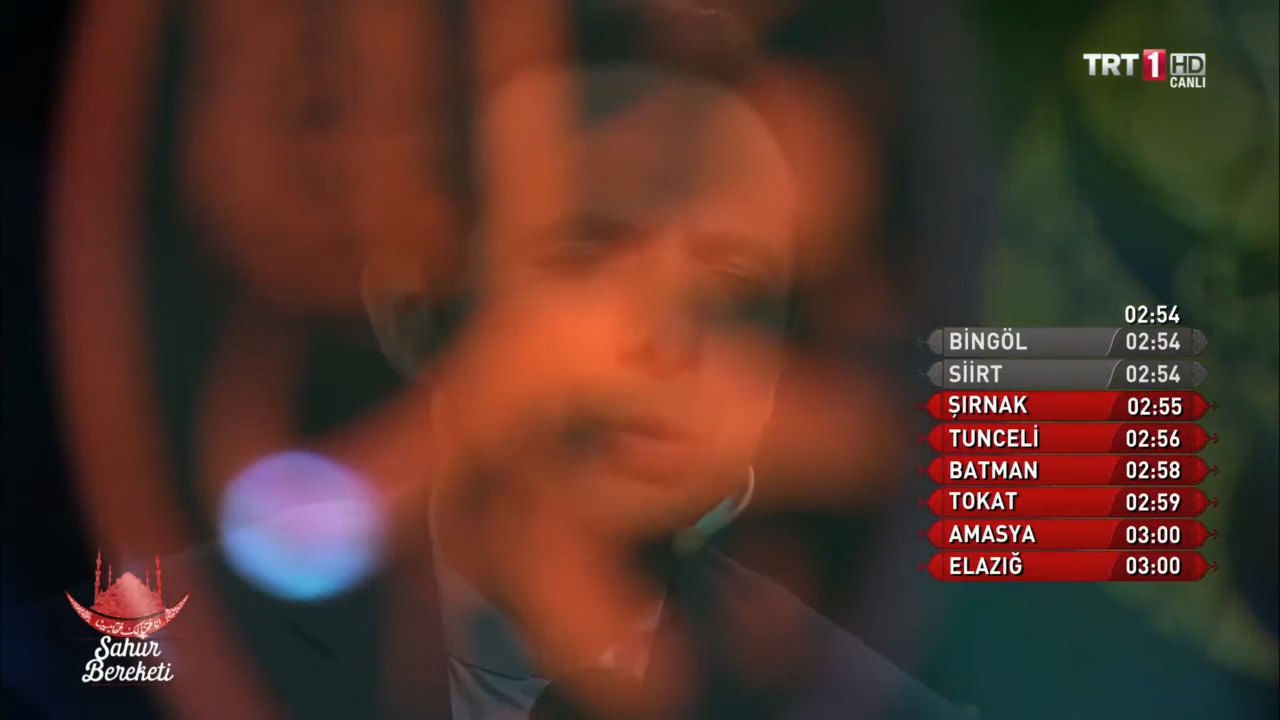 TRT 1 HD
CANLI
02:54
BİNGÖL 02:54
SİİRT 02:54
ŞIRNAK 02:55
TUNCELİ 02:56
BATMAN 02:58
TOKAT 02:59
AMASYA 03:00
ELAZIĞ 03:00
Sahur
Bereketi